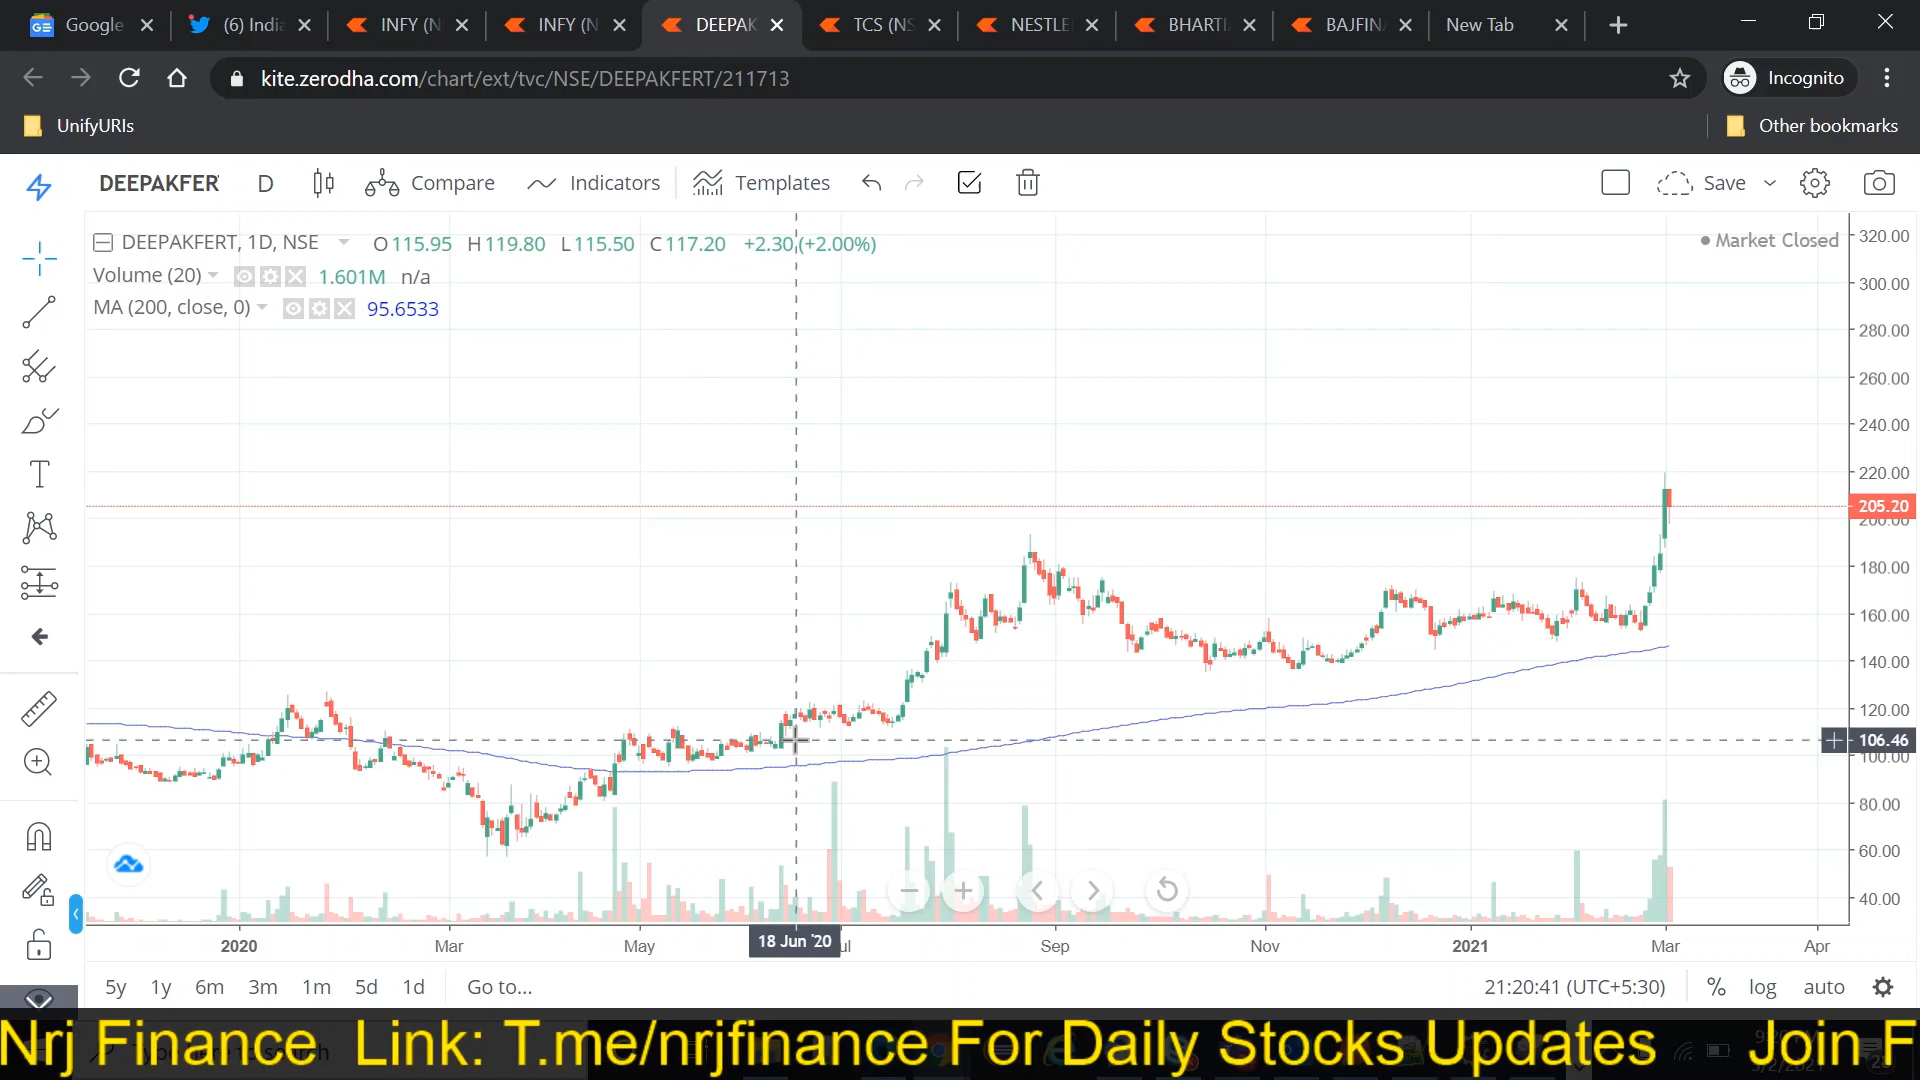 Google
(6) India
INFY (N
INFY (N
DEEPAK
TCS (NS
NESTLE
BHARTI
BAJFIN
New Tab
kite.zerodha.com/chart/ext/tvc/NSE/DEEPAKFERT/211713
Incognito
UnifyURIs
Other bookmarks
DEEPAKFER
D
Compare
Indicators
Templates
Save
DEEPAKFERT, 1D, NSE O 115.95 H 119.80 L 115.50 C 117.20 +2.30 (+2.00%)
Market Closed
Volume (20) 1.601M n/a
MA (200, close, 0) 95.6533
320.00
300.00
280.00
260.00
240.00
220.00
205.20
200.00
180.00
160.00
140.00
120.00
106.46
100.00
80.00
60.00
40.00
2020 Mar May 18 Jun '20 ul Sep Nov 2021 Mar Apr
5y 1y 6m 3m 1m 5d 1d Go to...
21:20:41 (UTC+5:30) % log auto
Nrj Finance Link: T.me/nrjfinance For Daily Stocks Updates Join F